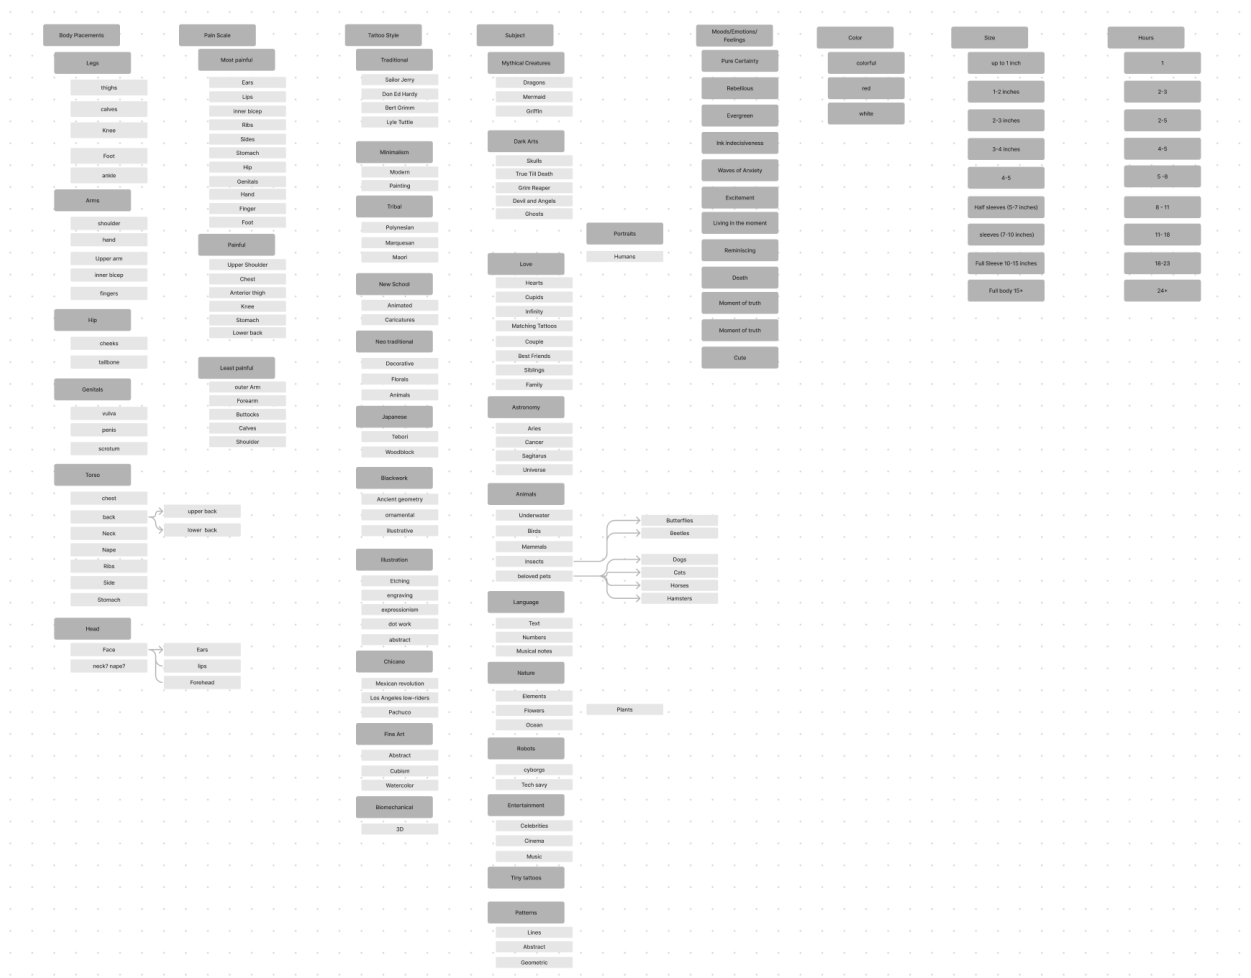 Body Placements
Legs
thighs
calves
Knee
Foot
ankle
Arms
shoulder
hand
Upper arm
inner bicep
fingers
Hip
cheeks
tailbone
Genitals
vulva
penis
scrotum
Torso
chest
back
upper back
lower back
Neck
Nape
Ribs
Side
Stomach
Head
Face
Ears
neck? nape?
lips
Forehead
Pain Scale
Most painful
Ears
Lips
Inner bicep
Ribs
Sides
Stomach
Hip
Genitals
Hand
Finger
Foot
Painful
Upper Shoulder
Chest
Anterior thigh
Knee
Stomach
Lower back
Least painful
outer Arm
Forearm
Buttocks
Calves
Shoulder
Tattoo Style
Traditional
Sailor Jerry
Don Ed Hardy
Bert Grimm
Lyle Tuttle
Minimalism
Modern
Painting
Tribal
Polynesian
Marquesan
Maori
New School
Animated
Caricatures
Neo traditional
Decorative
Florals
Animals
Japanese
Tebori
Woodblock
Blackwork
Ancient geometry
ornamental
Illustrative
Illustration
Etching
engraving
expressionism
dot work
abstract
Chicano
Mexican revolution
Los Angeles low-riders
Pachuco
Fine Art
Abstract
Cubism
Watercolor
Biomechanical
3D
Subject
Mythical Creatures
Dragons
Mermaid
Griffin
Dark Arts
Skulls
True Till Death
Grim Reaper
Devil and Angels
Ghosts
Portraits
Humans
Love
Hearts
Cupids
Infinity
Matching Tattoos
Couple
Best Friends
Siblings
Family
Astronomy
Aries
Cancer
Sagitarus
Universe
Animals
Underwater
Birds
Mammals
Insects
beloved pets
Butterflies
Beetles
Dogs
Cats
Horses
Hamsters
Language
Text
Numbers
Musical notes
Nature
Elements
Flowers
Ocean
Plants
Robots
cyborgs
Tech savy
Entertainment
Celebrities
Cinema
Music
Tiny tattoos
Patterns
Lines
Abstract
Geometric
Moods/Emotions/
Feelings
Pure Certainty
Rebellious
Evergreen
Ink indecisiveness
Waves of Anxiety
Excitement
Living in the moment
Reminiscing
Death
Moment of truth
Moment of truth
Cute
Color
colorful
red
white
Size
up to 1 inch
1-2 inches
2-3 inches
3-4 inches
4-5
Half sleeves (5-7 inches)
sleeves (7-10 inches)
Full Sleeve 10-15 inches
Full body 15+
Hours
1
2-3
2-5
4-5
5 -8
8 - 11
11- 18
18-23
24+